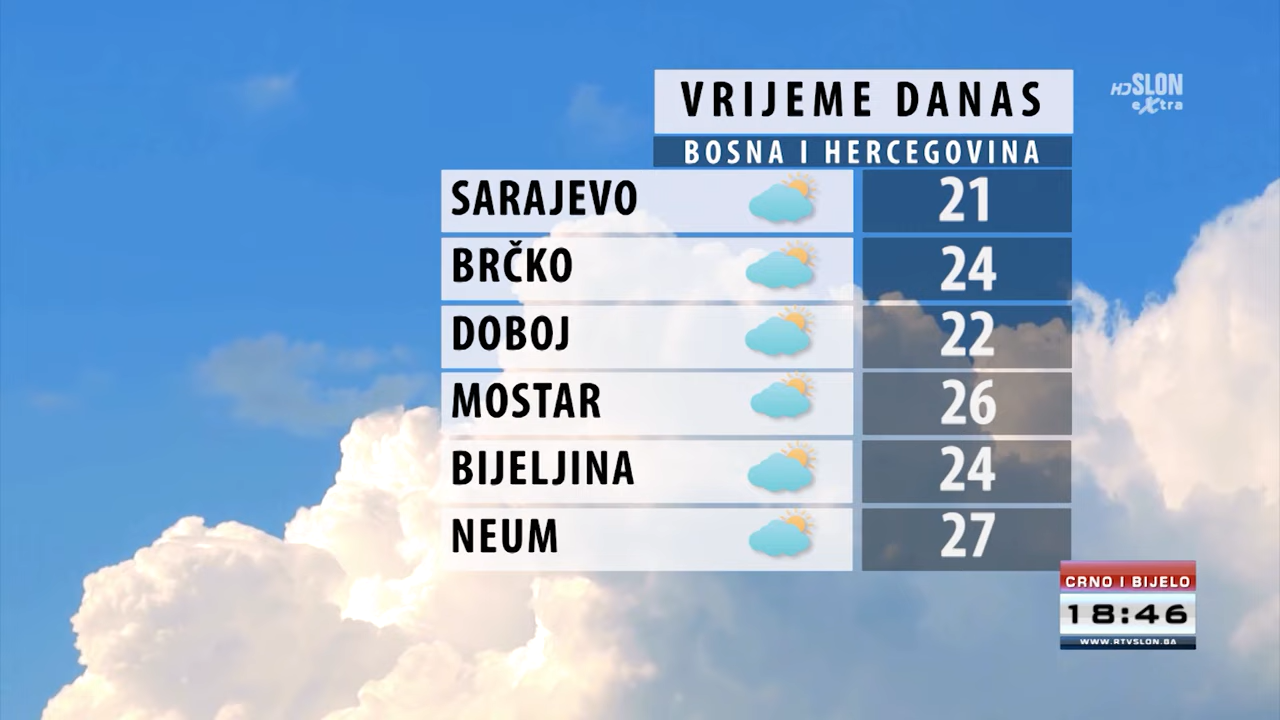 VRIJEME DANAS
HD SLON
extra
BOSNA I HERCEGOVINA
SARAJEVO 21
BRČKO 24
DOBOJ 22
MOSTAR 26
BIJELJINA 24
NEUM 27
CRNO I BIJELO
18:46
WWW.RTVSLON.BA